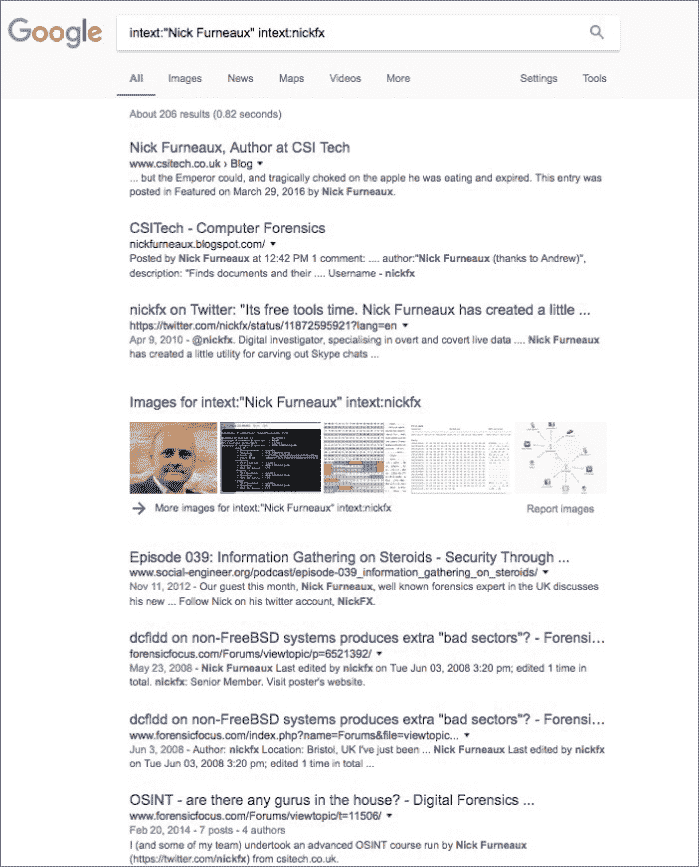 Google
intext:"Nick Furneaux" intext:nickfx
All Images News Maps Videos More Settings Tools
About 206 results (0.82 seconds)
Nick Furneaux, Author at CSI Tech
www.csitech.co.uk › Blog
... but the Emperor could, and tragically choked on the apple he was eating and expired. This entry was
posted in Featured on March 29, 2016 by Nick Furneaux.
CSITech - Computer Forensics
nickfurneaux.blogspot.com/
Posted by Nick Furneaux at 12:42 PM 1 comment: .... author:"Nick Furneaux (thanks to Andrew)",
description: "Finds documents and their .... Username - nickfx
nickfx on Twitter: "Its free tools time. Nick Furneaux has created a little ...
https://twitter.com/nickfx/status/11872595921?lang=en
Apr 9, 2010 - @nickfx. Digital investigator, specialising in overt and covert live data .... Nick Furneaux
has created a little utility for carving out Skype chats ...
Images for intext:"Nick Furneaux" intext:nickfx
More images for intext:"Nick Furneaux" intext:nickfx Report images
Episode 039: Information Gathering on Steroids - Security Through ...
www.social-engineer.org/podcast/episode-039_information_gathering_on_steroids/
Nov 11, 2012 - Our guest this month, Nick Furneaux, well known forensics expert in the UK discusses
his new ... Follow Nick on his twitter account, NickFX.
dcfldd on non-FreeBSD systems produces extra "bad sectors"? - Forensi...
forensicfocus.com/Forums/viewtopic/p=6521392/
May 23, 2008 - Nick Furneaux Last edited by nickfx on Tue Jun 03, 2008 3:20 pm; edited 1 time in
total. nickfx: Senior Member. Visit poster's website.
dcfldd on non-FreeBSD systems produces extra "bad sectors"? - Forensi...
www.forensicfocus.com/index.php?name=Forums&file=viewtopic...
Jun 3, 2008 - Author: nickfx Location: Bristol, UK I've just been ... Nick Furneaux Last edited by nickfx
on Tue Jun 03, 2008 3:20 pm; edited 1 time in total ...
OSINT - are there any gurus in the house? - Digital Forensics ...
www.forensicfocus.com/Forums/viewtopic/t=11506/
Feb 20, 2014 - 7 posts - 4 authors
I (and some of my team) undertook an advanced OSINT course run by Nick Furneaux
(https://twitter.com/nickfx) from csitech.co.uk.